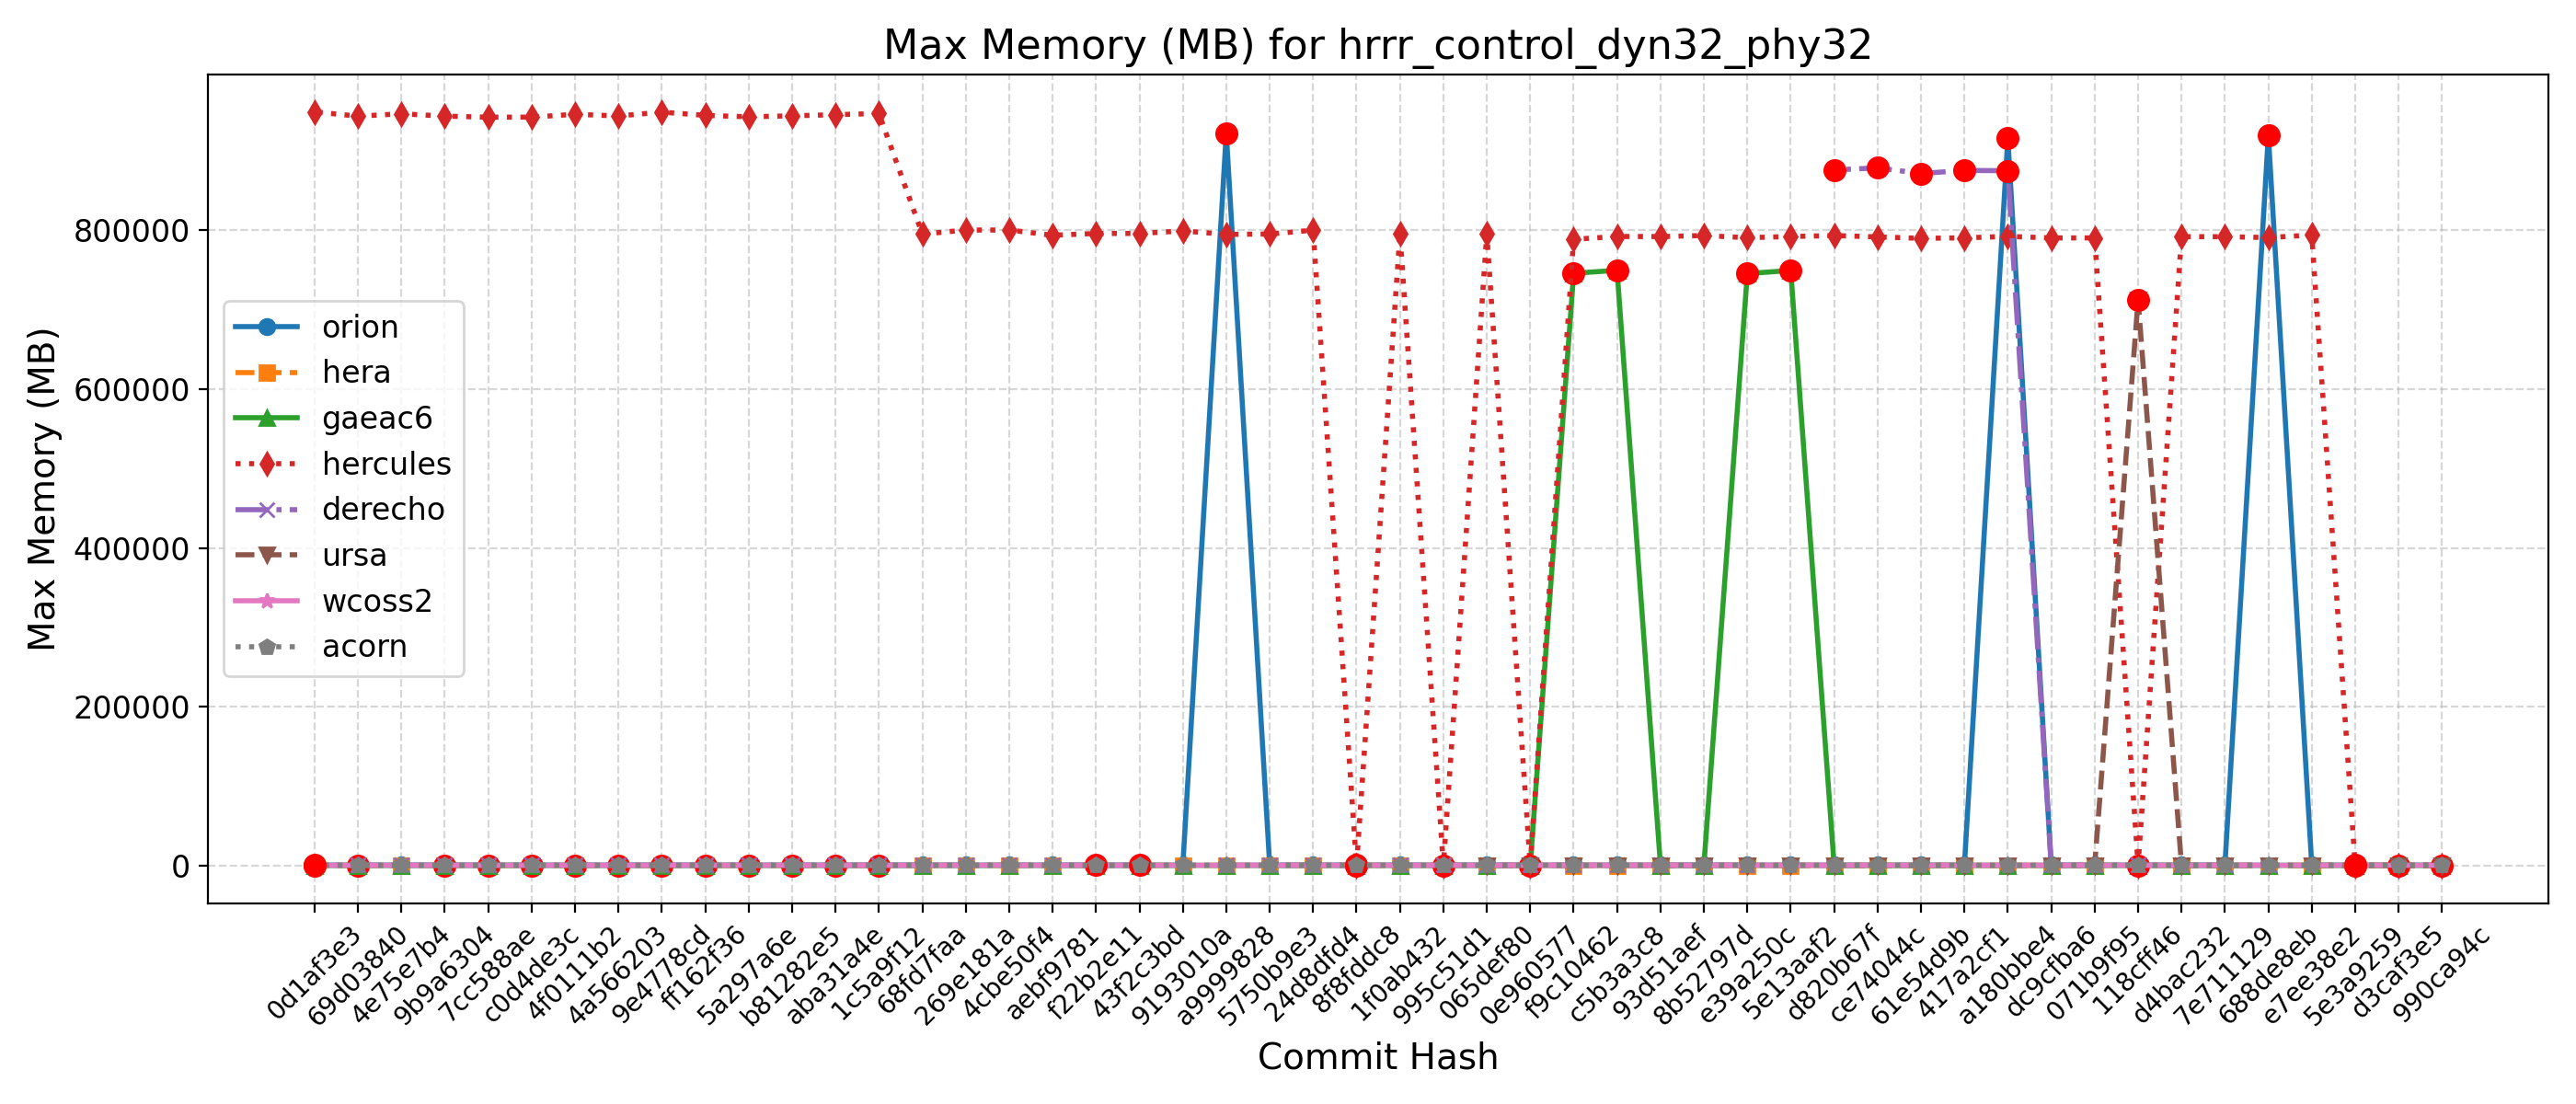 Max Memory (MB) for hrrr_control_dyn32_phy32
Max Memory (MB)
800000
600000
400000
200000
0
orion
hera
gaeac6
hercules
derecho
ursa
wcoss2
acorn
0d1af3e3
69d03840
4e75e7b4
9b9a6304
7cc588ae
c0d4de3c
4f0111b2
4a566203
9e4778cd
ff162f36
5a297a6e
b81282e5
aba31a4e
1c5a9f12
68fd7faa
269e181a
4cbe50f4
aebf9781
f22b2e11
43f2c3bd
9193010a
a9999828
5750b9e3
24d8dfd4
8f8fddc8
1f0ab432
995c51d1
065def80
0e960577
f9c10462
c5b3a3c8
93d51aef
8b52797d
e39a250c
5e13aaf2
d820b67f
ce74044c
61e54d9b
417a2cf1
a180bbe4
dc9cfba6
071b9f95
118cff46
d4bac232
7e711129
688de8eb
e7ee38e2
5e3a9259
d3caf3e5
990ca94c
Commit Hash